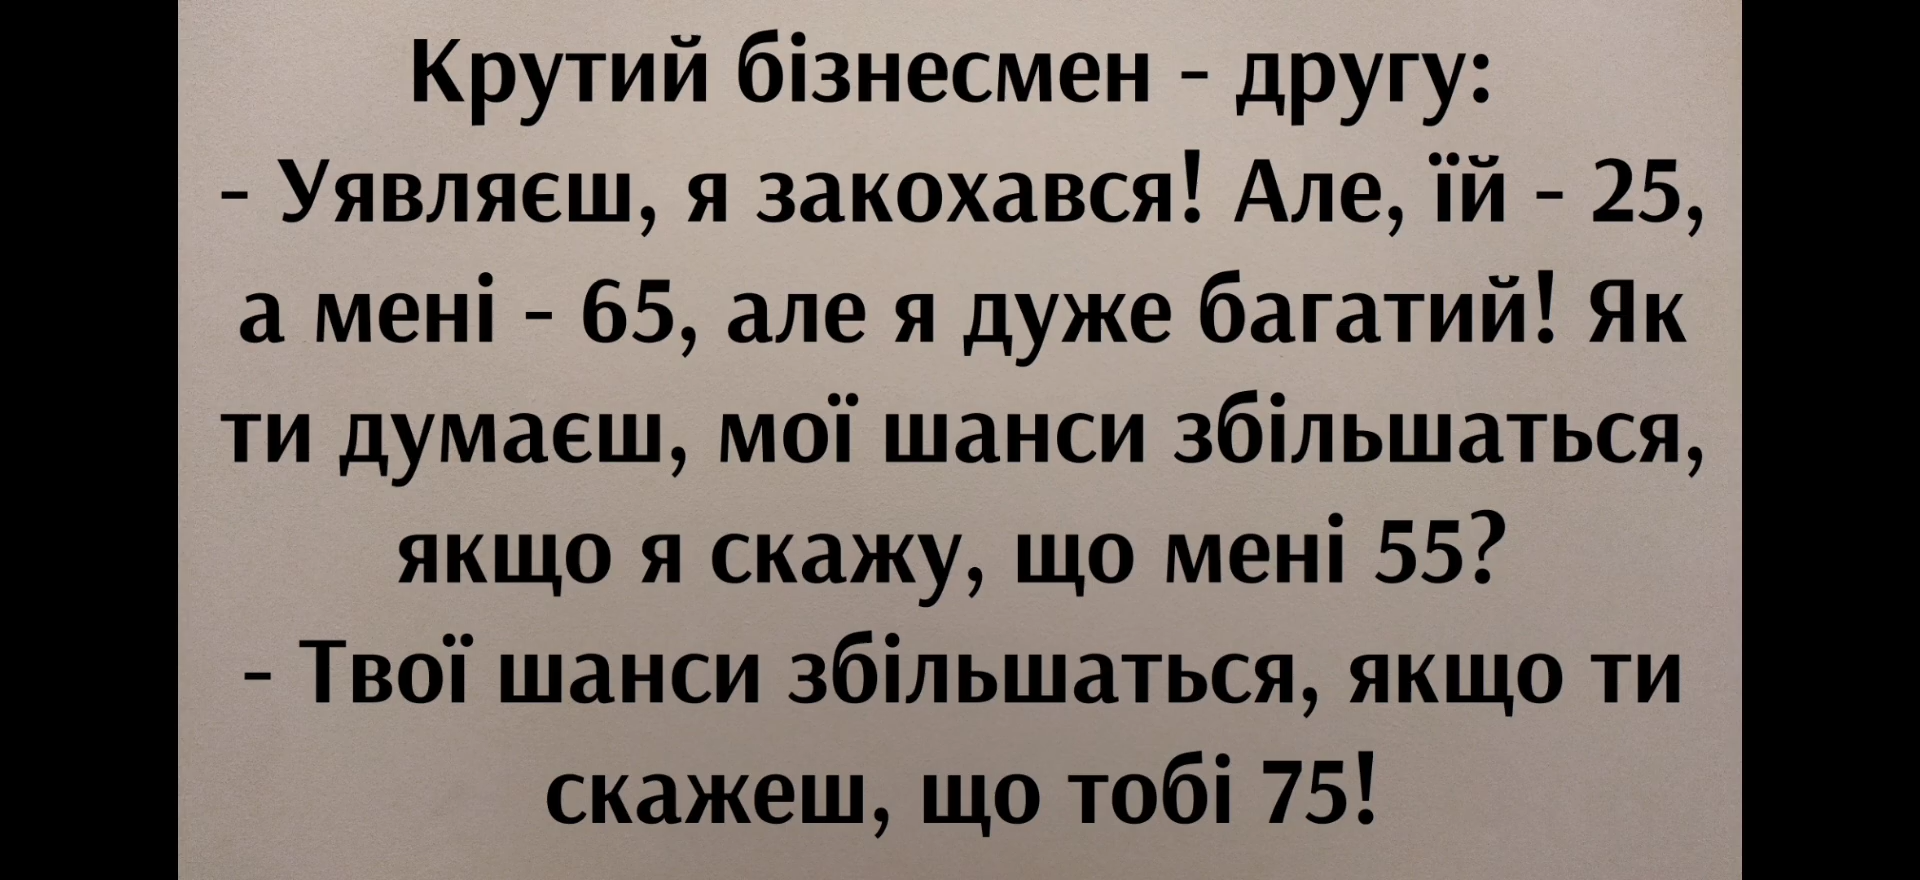 Крутий бізнесмен - другу:
- Уявляєш, я закохався! Але, їй - 25,
а мені - 65, але я дуже багатий! Як
ти думаєш, мої шанси збільшаться,
якщо я скажу, що мені 55?
- Твої шанси збільшаться, якщо ти
скажеш, що тобі 75!